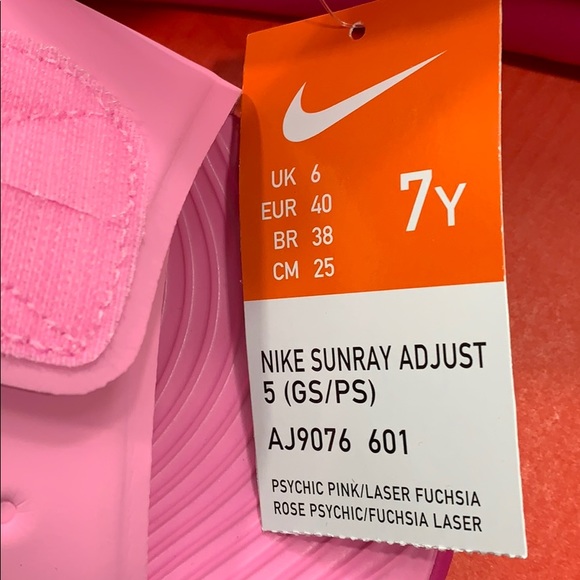 UK 6
EUR 40
BR 38
CM 25
7Y
NIKE SUNRAY ADJUST
5 (GS/PS)
AJ9076 601
PSYCHIC PINK/LASER FUCHSIA
ROSE PSYCHIC/FUCHSIA LASER